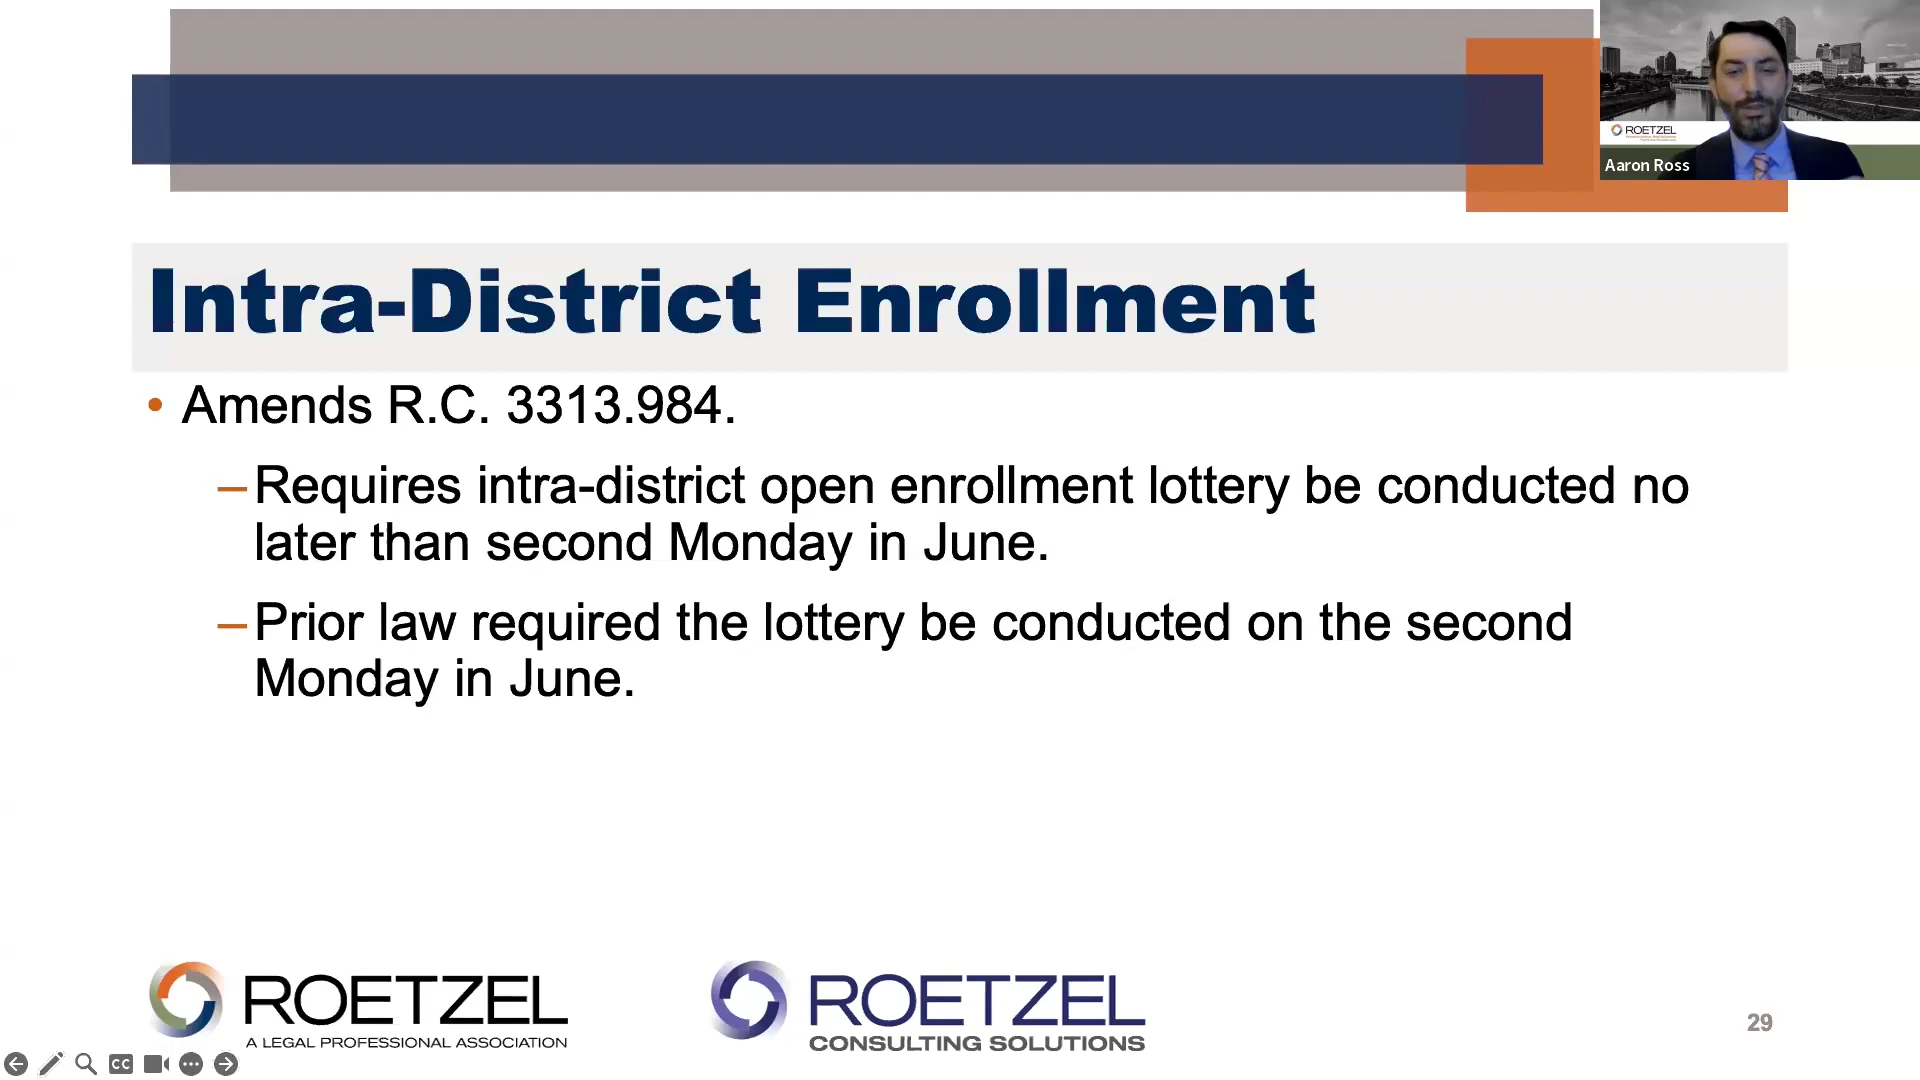 ROETZEL
Aaron Ross
Intra-District Enrollment
• Amends R.C. 3313.984.
– Requires intra-district open enrollment lottery be conducted no
later than second Monday in June.
– Prior law required the lottery be conducted on the second
Monday in June.
ROETZEL
A LEGAL PROFESSIONAL ASSOCIATION
ROETZEL
CONSULTING SOLUTIONS
29
CC